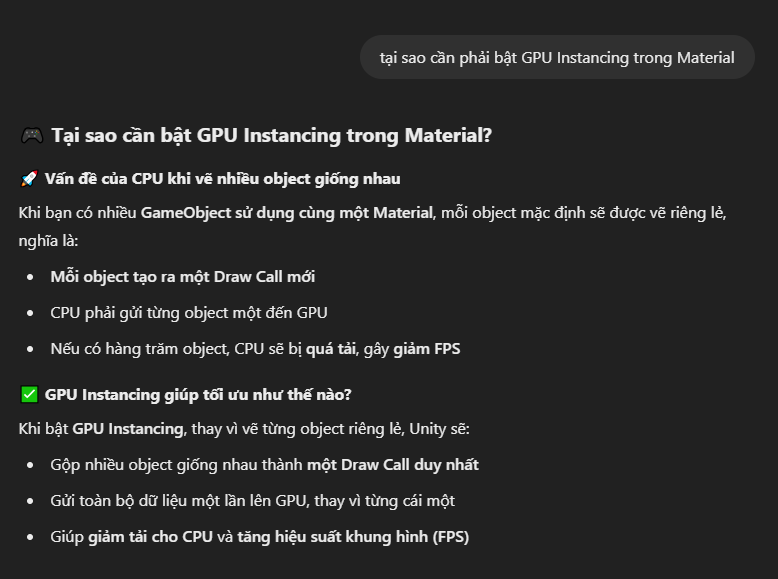 tại sao cần phải bật GPU Instancing trong Material
🎮 Tại sao cần bật GPU Instancing trong Material?
🚀 Vấn đề của CPU khi vẽ nhiều object giống nhau
Khi bạn có nhiều GameObject sử dụng cùng một Material, mỗi object mặc định sẽ được vẽ riêng lẻ,
nghĩa là:
• Mỗi object tạo ra một Draw Call mới
• CPU phải gửi từng object một đến GPU
• Nếu có hàng trăm object, CPU sẽ bị quá tải, gây giảm FPS
✅ GPU Instancing giúp tối ưu như thế nào?
Khi bật GPU Instancing, thay vì vẽ từng object riêng lẻ, Unity sẽ:
• Gộp nhiều object giống nhau thành một Draw Call duy nhất
• Gửi toàn bộ dữ liệu một lần lên GPU, thay vì từng cái một
• Giúp giảm tải cho CPU và tăng hiệu suất khung hình (FPS)